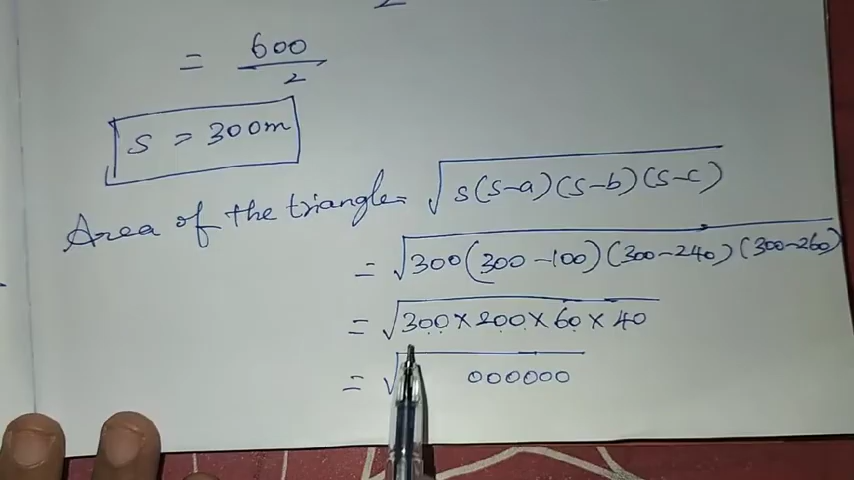 = 600
2
S = 300m
Area of the triangle = √s(s-a)(s-b)(s-c)
= √300(300-100)(300-240)(300-260)
= √300×200×60×40
= √ 000000